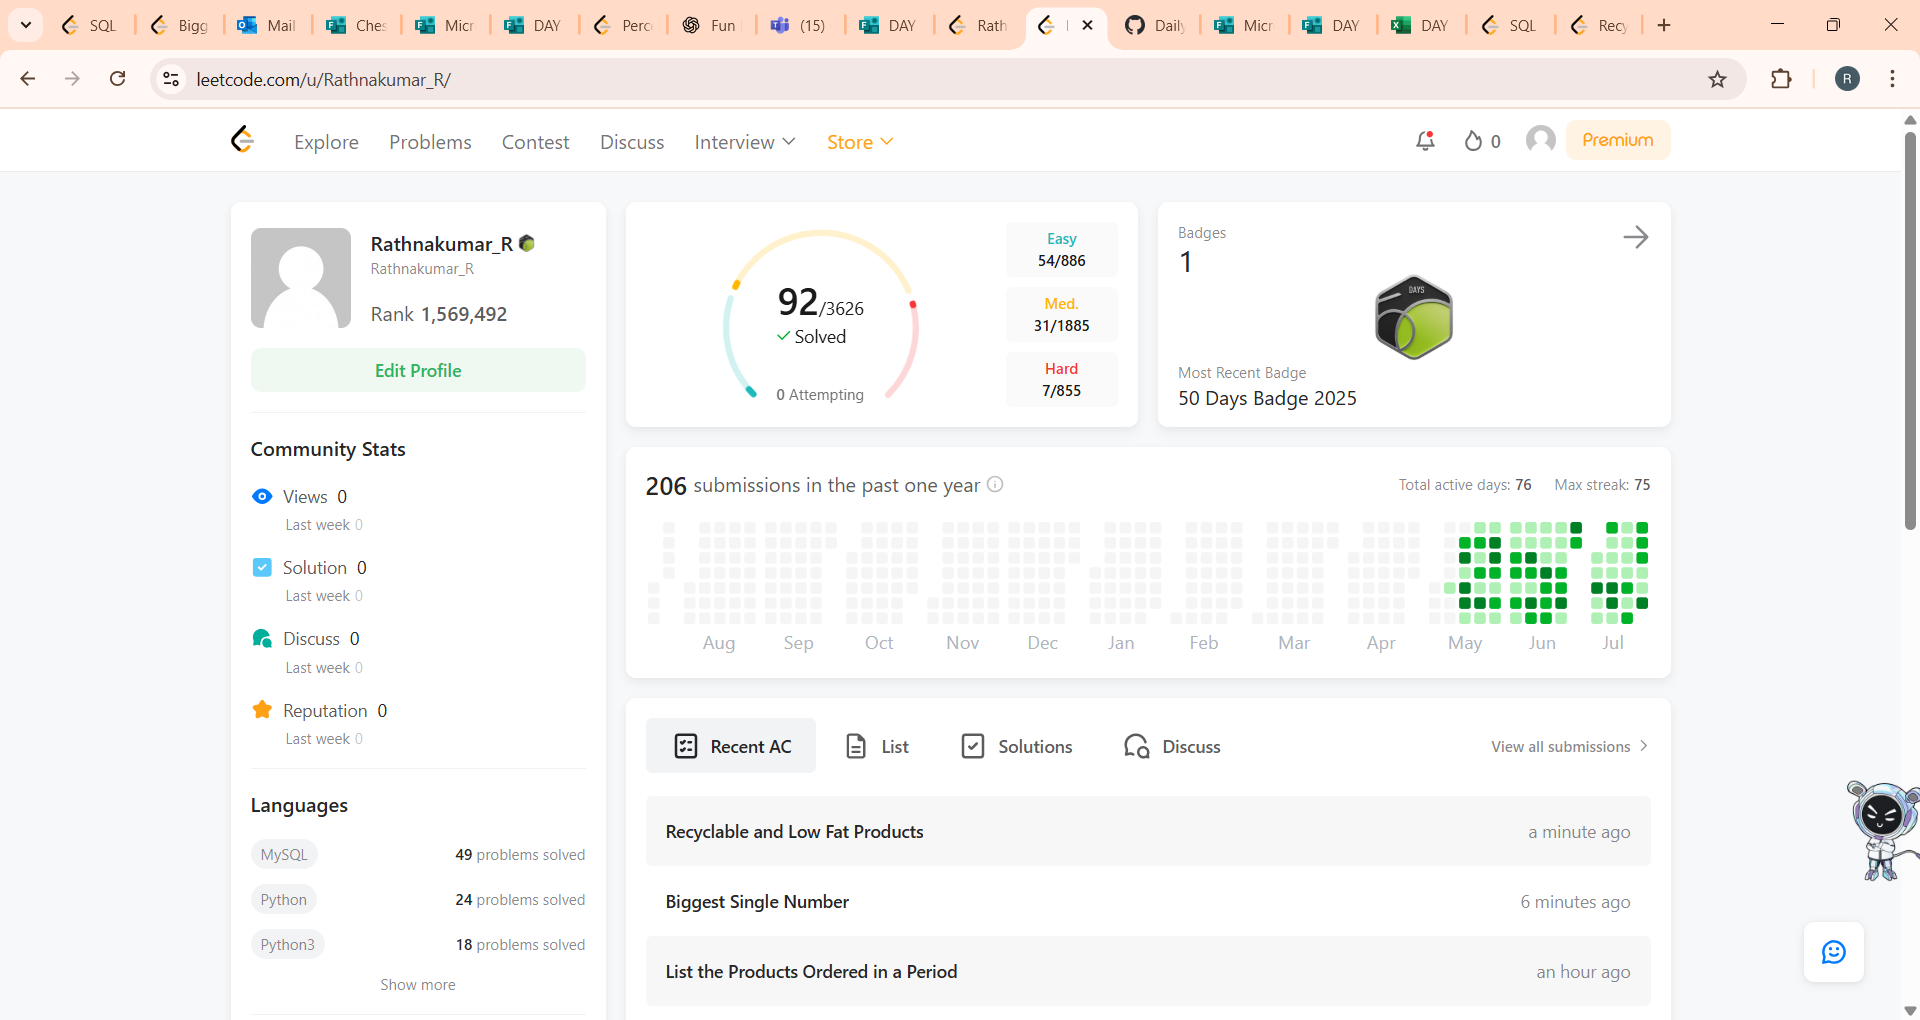 SQL
Bigg
Mail
Ches
Micr
DAY
Perce
Fun
(15)
DAY
Rath
Daily
Micr
DAY
DAY
SQL
Recy
leetcode.com/u/Rathnakumar_R/
R
Explore
Problems
Contest
Discuss
Interview
Store
0
Premium
Rathnakumar_R
Rathnakumar_R
Rank 1,569,492
Edit Profile
Community Stats
Views 0
Last week 0
Solution 0
Last week 0
Discuss 0
Last week 0
Reputation 0
Last week 0
Languages
MySQL 49 problems solved
Python 24 problems solved
Python3 18 problems solved
Show more
92/3626
Solved
0 Attempting
Easy
54/886
Med.
31/1885
Hard
7/855
Badges
1
DAYS
Most Recent Badge
50 Days Badge 2025
206 submissions in the past one year
Total active days: 76 Max streak: 75
Aug Sep Oct Nov Dec Jan Feb Mar Apr May Jun Jul
Recent AC
List
Solutions
Discuss
View all submissions
Recyclable and Low Fat Products a minute ago
Biggest Single Number 6 minutes ago
List the Products Ordered in a Period an hour ago